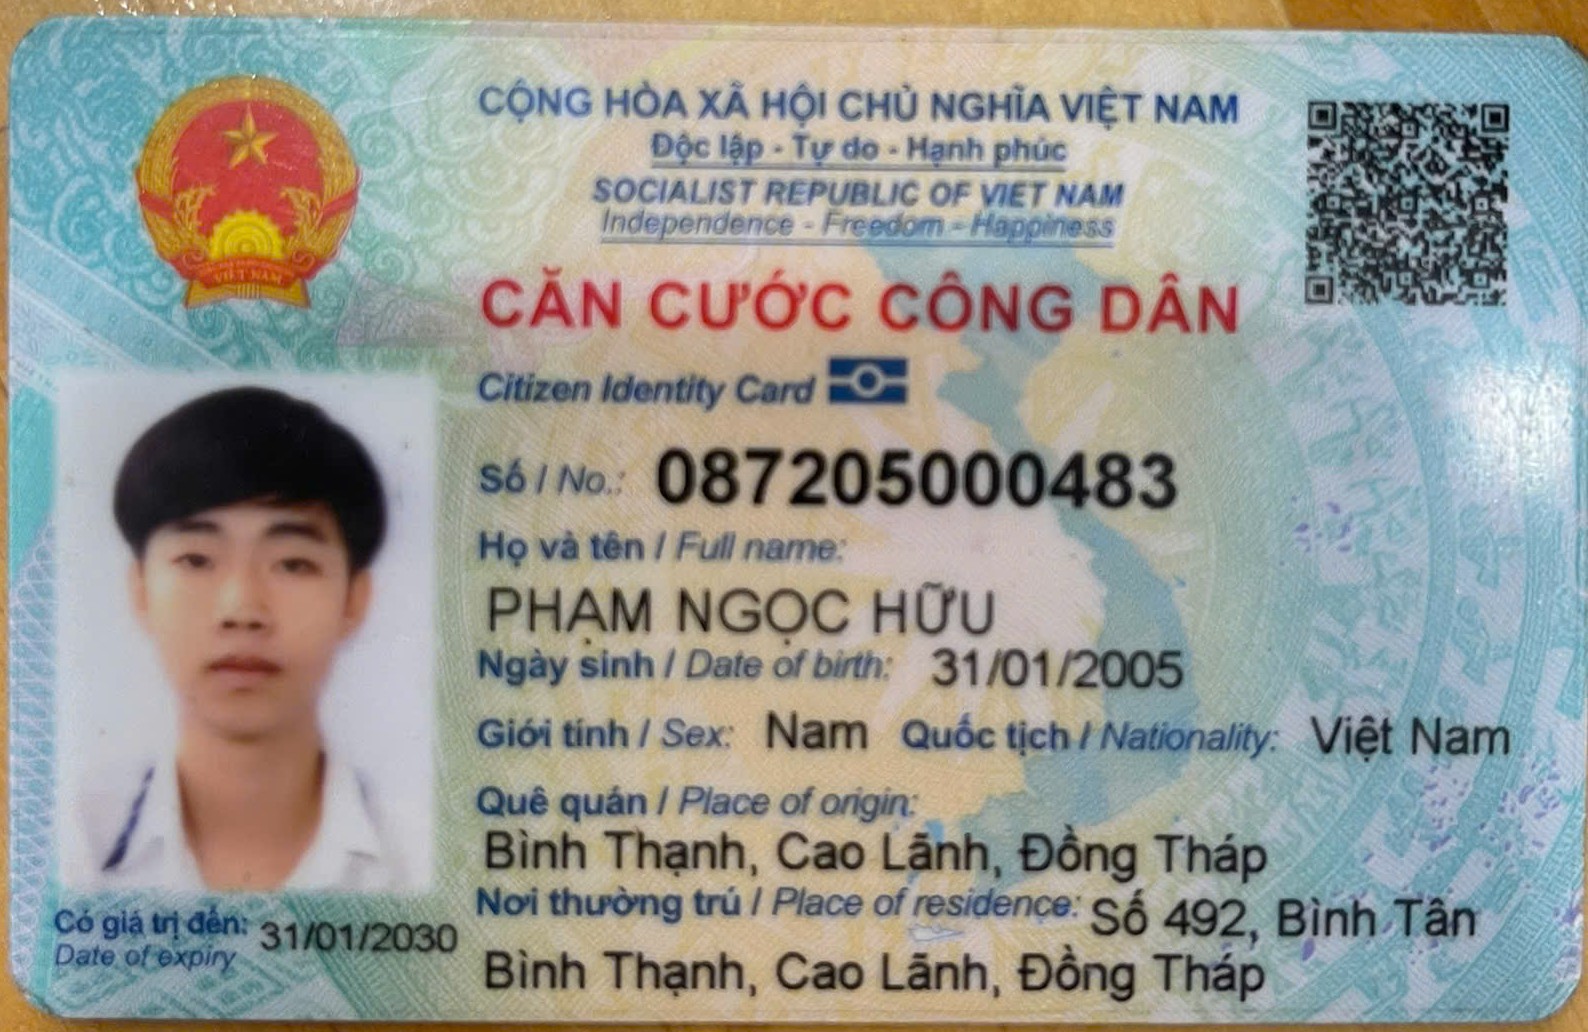 CỘNG HÒA XÃ HỘI CHỦ NGHĨA VIỆT NAM
Độc lập - Tự do - Hạnh phúc
SOCIALIST REPUBLIC OF VIET NAM
Independence - Freedom - Happiness
VIỆT NAM
CĂN CƯỚC CÔNG DÂN
Citizen Identity Card
Số / No.: 087205000483
Họ và tên / Full name:
PHẠM NGỌC HỮU
Ngày sinh / Date of birth: 31/01/2005
Giới tính / Sex: Nam Quốc tịch / Nationality: Việt Nam
Quê quán / Place of origin:
Bình Thạnh, Cao Lãnh, Đồng Tháp
Nơi thường trú / Place of residence: Số 492, Bình Tân
Bình Thạnh, Cao Lãnh, Đồng Tháp
Có giá trị đến: 31/01/2030
Date of expiry